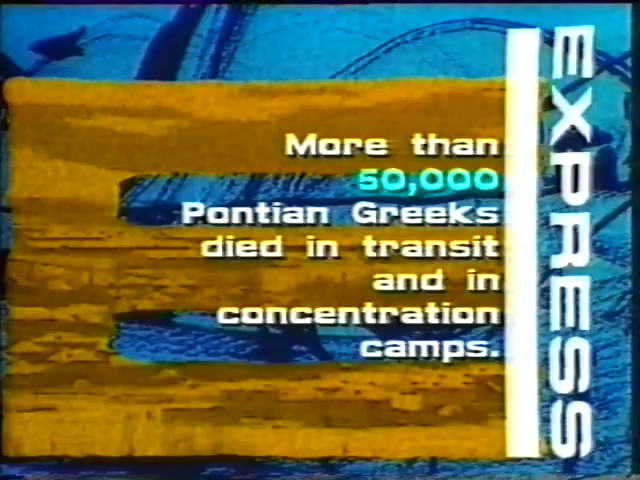 More than
50,000
Pontian Greeks
died in transit
and in
concentration
camps.
EXPRESS